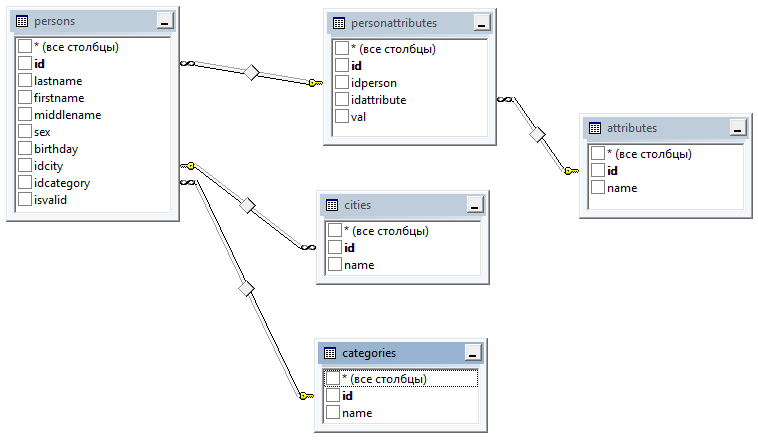 persons
* (все столбцы)
id
lastname
firstname
middlename
sex
birthday
idcity
idcategory
isvalid
personattributes
* (все столбцы)
id
idperson
idattribute
val
attributes
* (все столбцы)
id
name
cities
* (все столбцы)
id
name
categories
* (все столбцы)
id
name